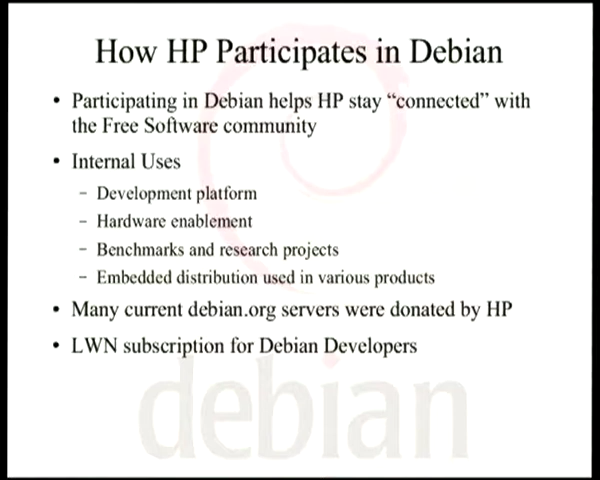 How HP Participates in Debian
• Participating in Debian helps HP stay “connected” with
the Free Software community
• Internal Uses
– Development platform
– Hardware enablement
– Benchmarks and research projects
– Embedded distribution used in various products
• Many current debian.org servers were donated by HP
• LWN subscription for Debian Developers
debian